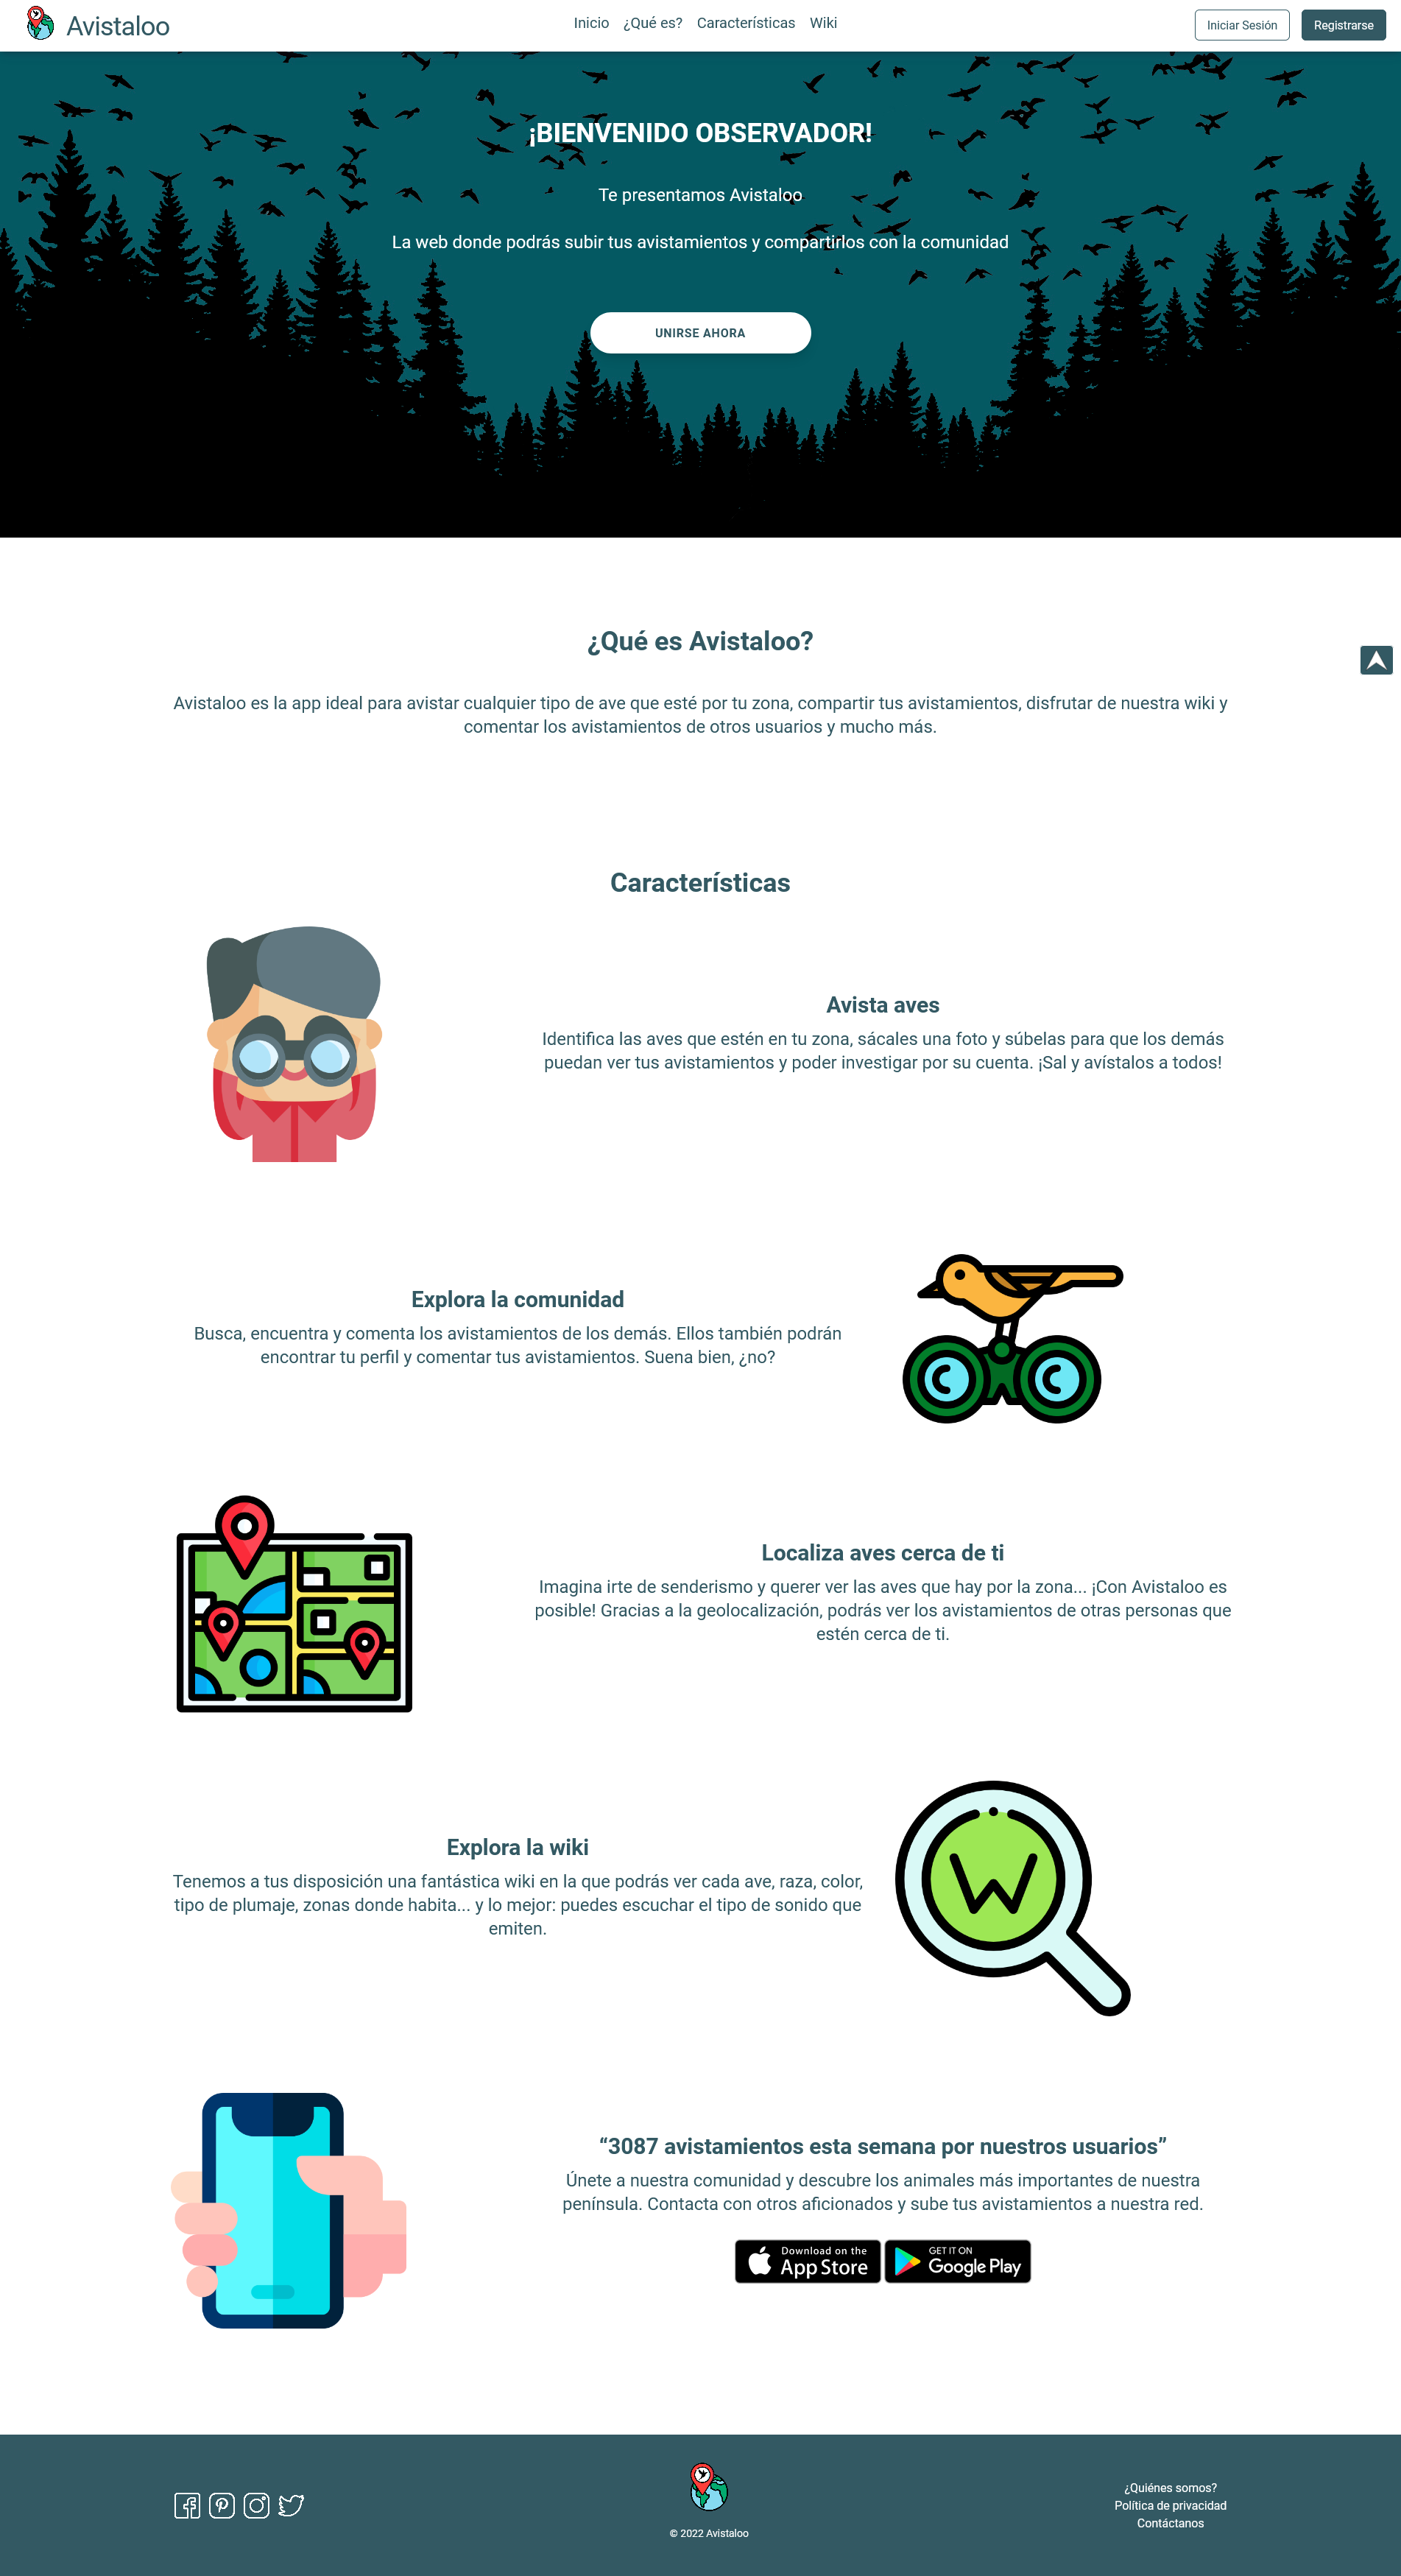 Avistaloo
Inicio ¿Qué es? Características Wiki
Iniciar Sesión
Registrarse
¡BIENVENIDO OBSERVADOR!
Te presentamos Avistaloo
La web donde podrás subir tus avistamientos y compartirlos con la comunidad
UNIRSE AHORA
¿Qué es Avistaloo?
Avistaloo es la app ideal para avistar cualquier tipo de ave que esté por tu zona, compartir tus avistamientos, disfrutar de nuestra wiki y
comentar los avistamientos de otros usuarios y mucho más.
Características
Avista aves
Identifica las aves que estén en tu zona, sácales una foto y súbelas para que los demás
puedan ver tus avistamientos y poder investigar por su cuenta. ¡Sal y avístalos a todos!
Explora la comunidad
Busca, encuentra y comenta los avistamientos de los demás. Ellos también podrán
encontrar tu perfil y comentar tus avistamientos. Suena bien, ¿no?
Localiza aves cerca de ti
Imagina irte de senderismo y querer ver las aves que hay por la zona... ¡Con Avistaloo es
posible! Gracias a la geolocalización, podrás ver los avistamientos de otras personas que
estén cerca de ti.
Explora la wiki
Tenemos a tus disposición una fantástica wiki en la que podrás ver cada ave, raza, color,
tipo de plumaje, zonas donde habita... y lo mejor: puedes escuchar el tipo de sonido que
emiten.
W
“3087 avistamientos esta semana por nuestros usuarios”
Únete a nuestra comunidad y descubre los animales más importantes de nuestra
península. Contacta con otros aficionados y sube tus avistamientos a nuestra red.
Download on the
App Store
GET IT ON
Google Play
© 2022 Avistaloo
¿Quiénes somos?
Política de privacidad
Contáctanos